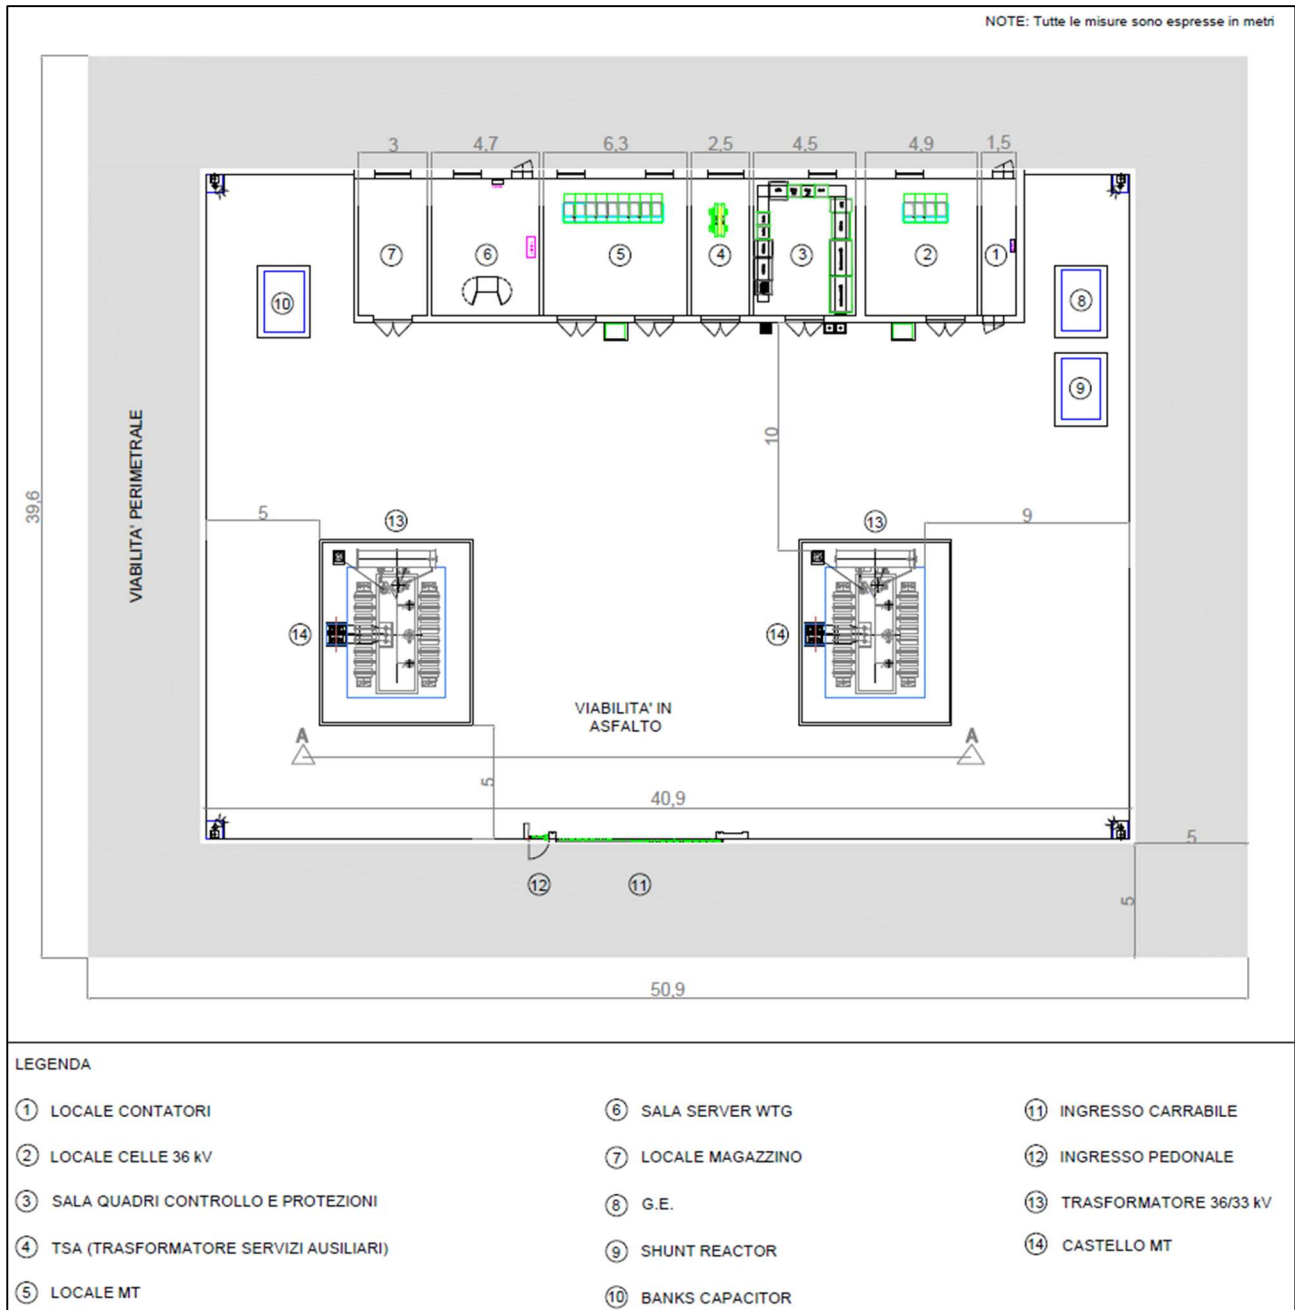 NOTE: Tutte le misure sono espresse in metri
3
4,7
6,3
2,5
4,5
4,9
1,5
7
6
5
4
3
2
1
10
8
9
VIABILITA' PERIMETRALE
39,6
10
5
13
13
9
14
14
VIABILITA' IN
ASFALTO
A
A
5
40,9
5
12
11
5
50,9
LEGENDA
1 LOCALE CONTATORI
2 LOCALE CELLE 36 kV
3 SALA QUADRI CONTROLLO E PROTEZIONI
4 TSA (TRASFORMATORE SERVIZI AUSILIARI)
5 LOCALE MT
6 SALA SERVER WTG
7 LOCALE MAGAZZINO
8 G.E.
9 SHUNT REACTOR
10 BANKS CAPACITOR
11 INGRESSO CARRABILE
12 INGRESSO PEDONALE
13 TRASFORMATORE 36/33 kV
14 CASTELLO MT